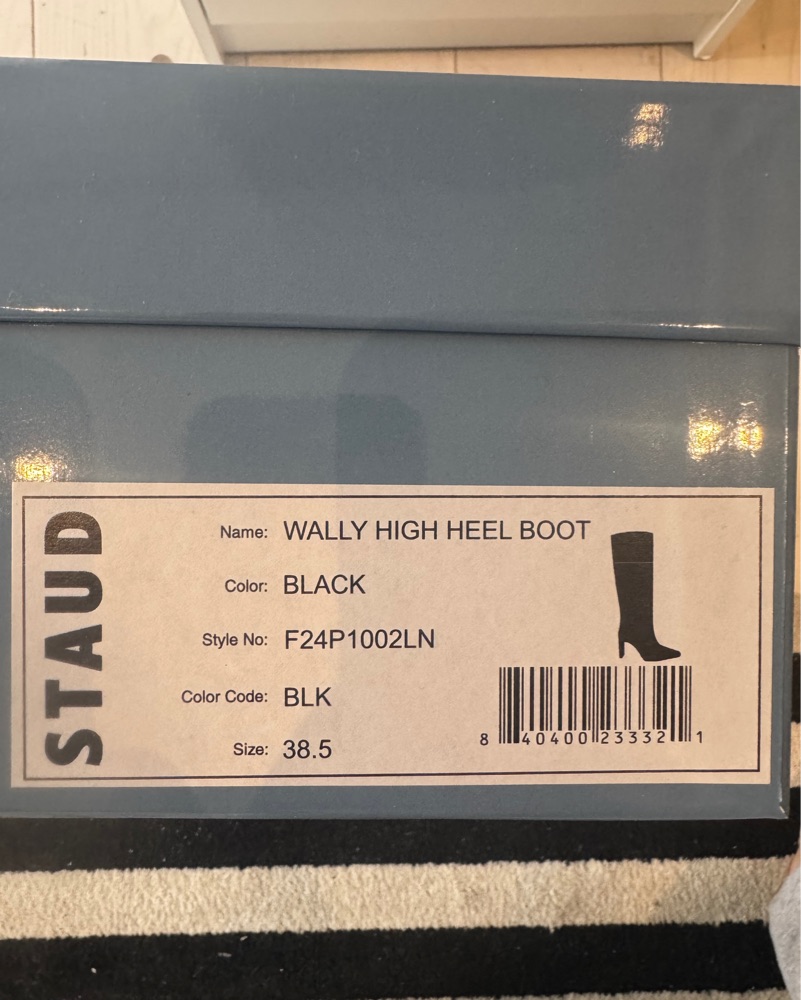 STAUD
Name: WALLY HIGH HEEL BOOT
Color: BLACK
Style No: F24P1002LN
Color Code: BLK
Size: 38.5
8 40400 23332 1